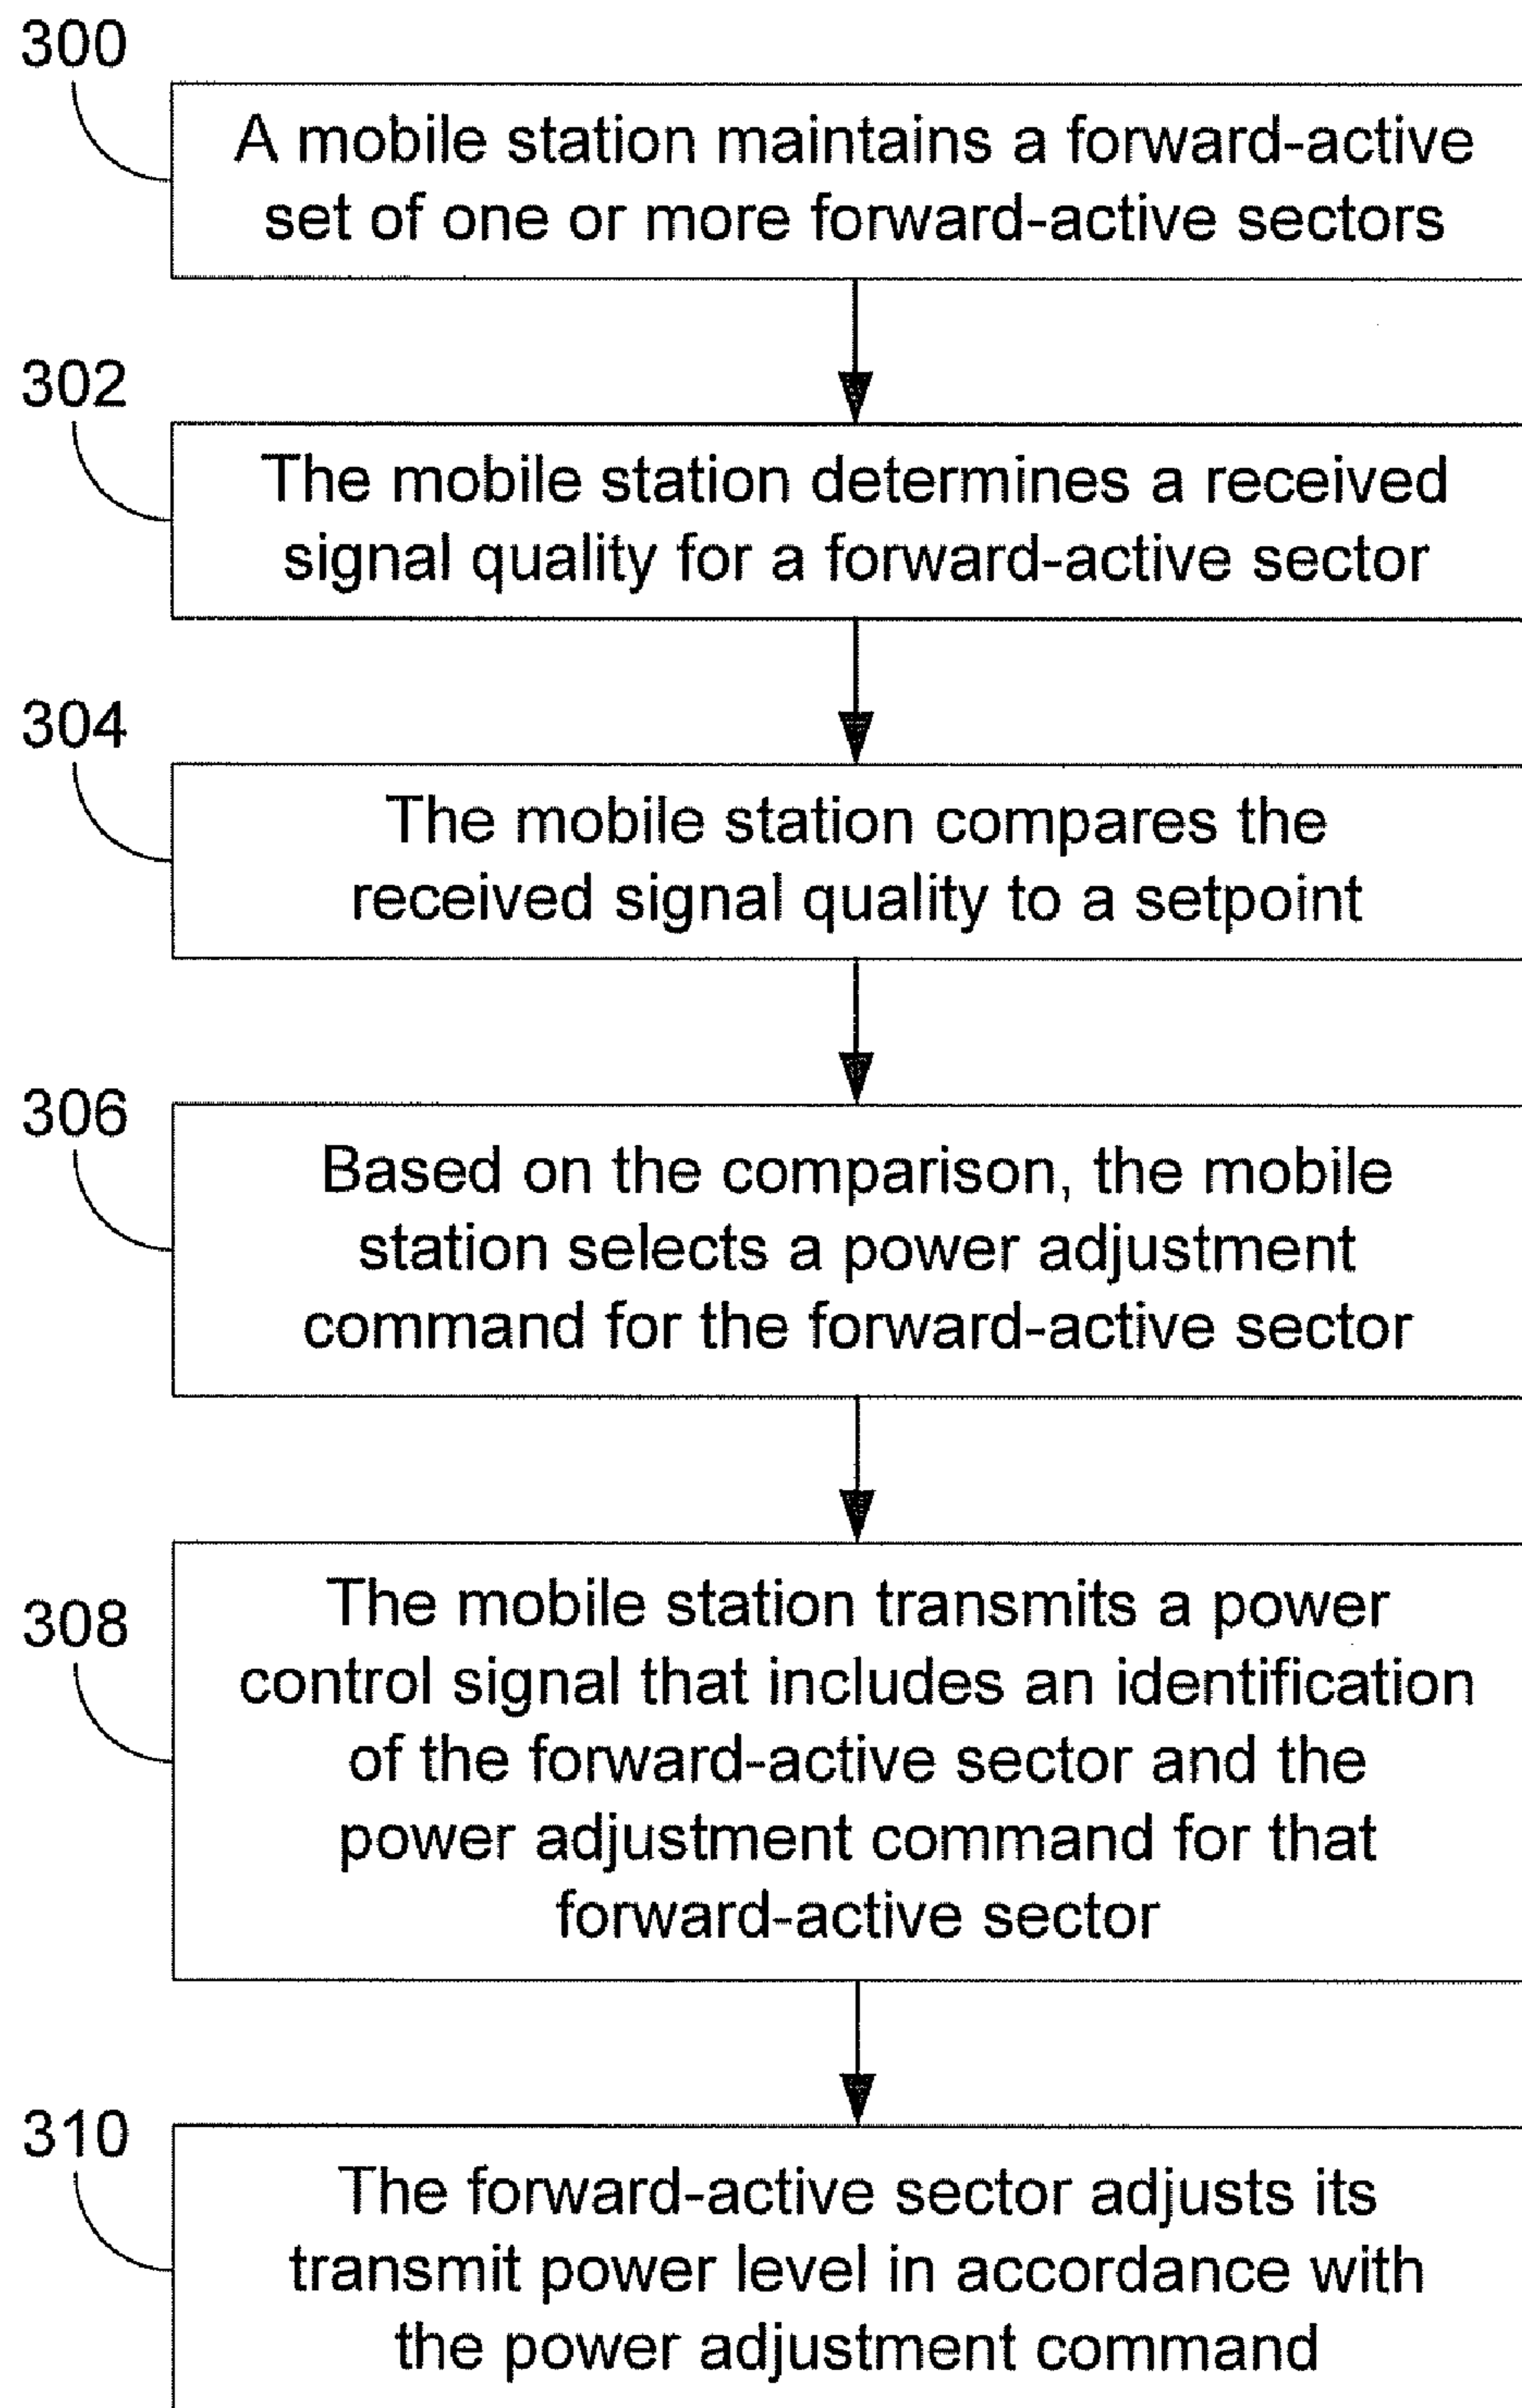 300
A mobile station maintains a forward-active
set of one or more forward-active sectors
302
The mobile station determines a received
signal quality for a forward-active sector
304
The mobile station compares the
received signal quality to a setpoint
306
Based on the comparison, the mobile
station selects a power adjustment
command for the forward-active sector
308
The mobile station transmits a power
control signal that includes an identification
of the forward-active sector and the
power adjustment command for that
forward-active sector
310
The forward-active sector adjusts its
transmit power level in accordance with
the power adjustment command